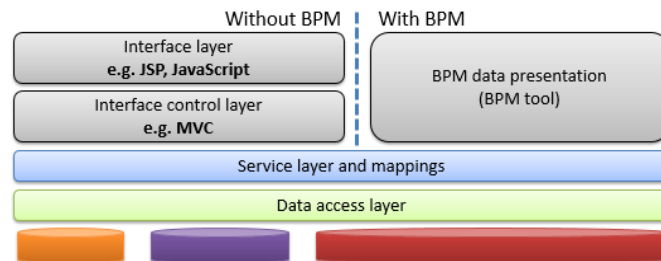 Without BPM
With BPM
Interface layer
e.g. JSP, JavaScript
Interface control layer
e.g. MVC
BPM data presentation
(BPM tool)
Service layer and mappings
Data access layer